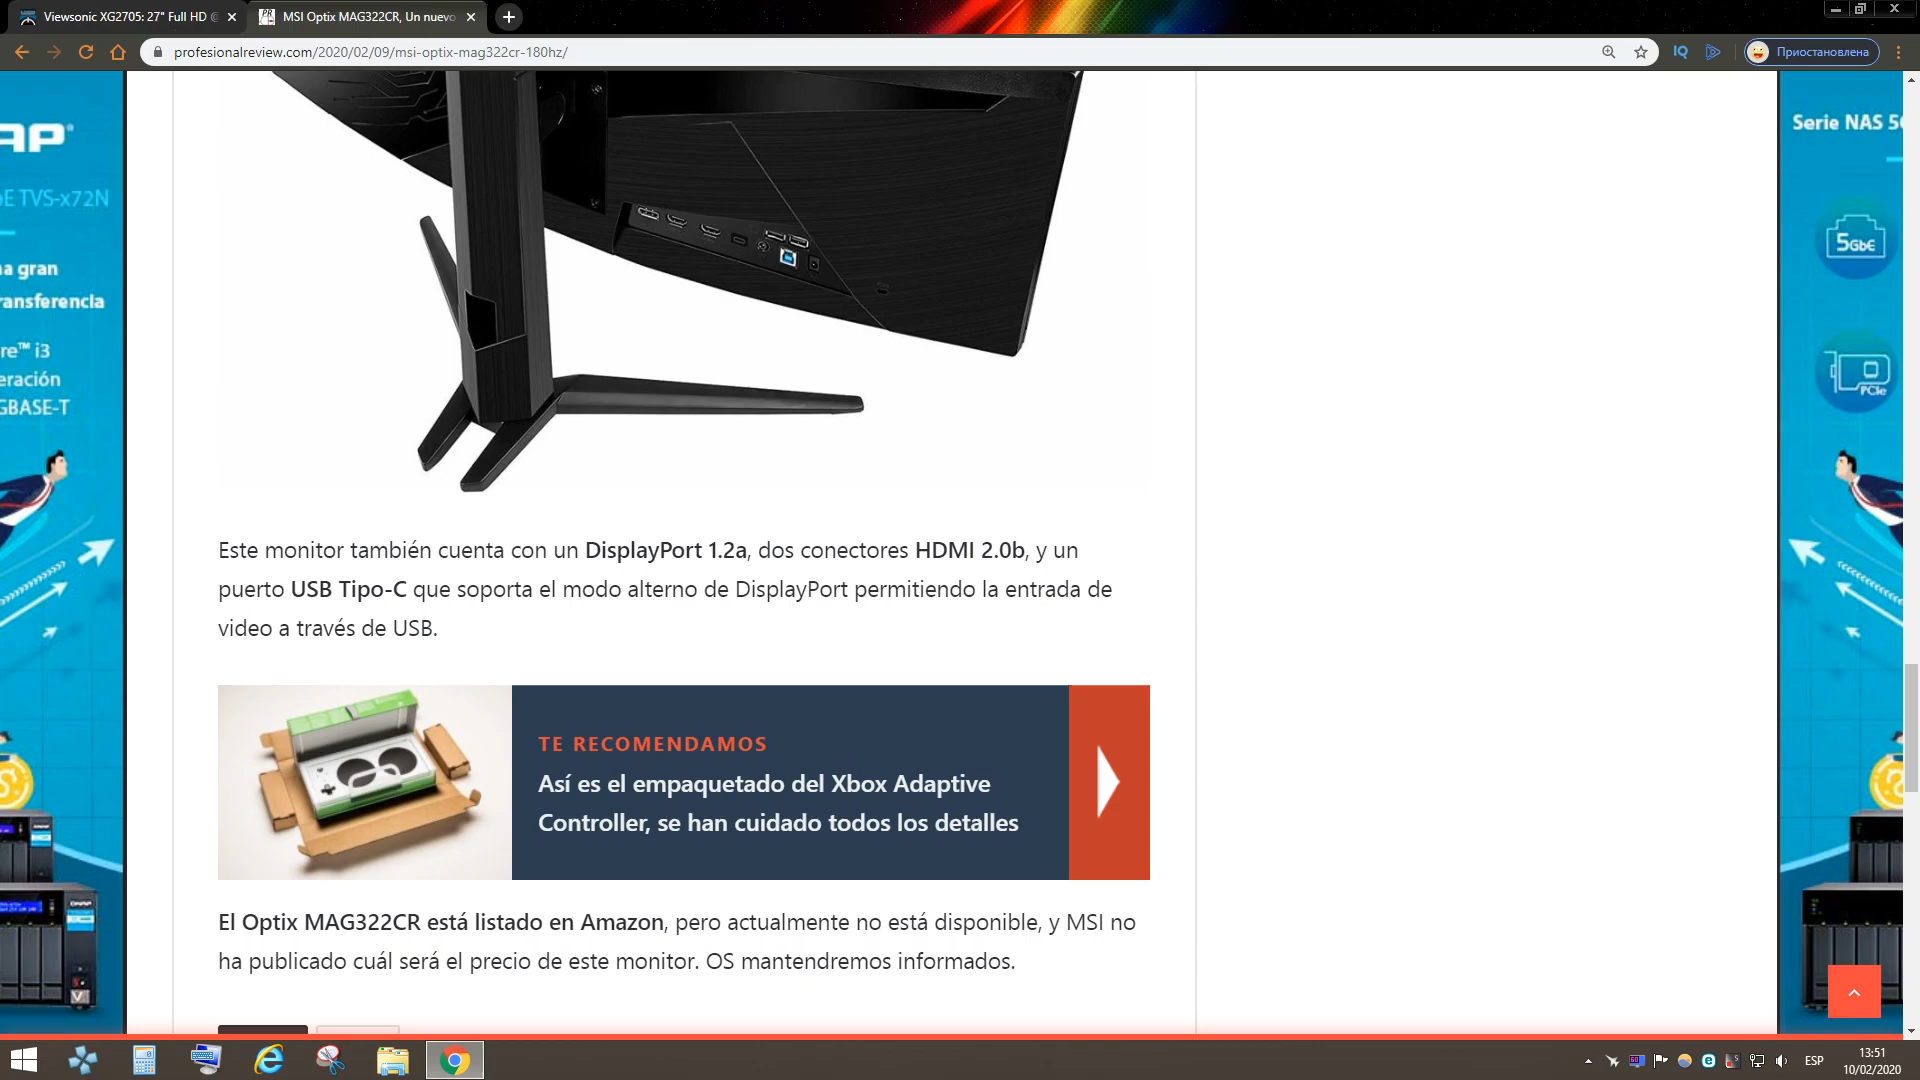 Viewsonic XG2705: 27" Full HD @
MSI Optix MAG322CR, Un nuevo
profesionalreview.com/2020/02/09/msi-optix-mag322cr-180hz/
IQ
Приостановлена
AP
E TVS-x72N
a gran
ransferencia
re™ i3
eración
GBASE-T
Serie NAS 5
5GbE
PCIe
Este monitor también cuenta con un DisplayPort 1.2a, dos conectores HDMI 2.0b, y un
puerto USB Tipo-C que soporta el modo alterno de DisplayPort permitiendo la entrada de
video a través de USB.
TE RECOMENDAMOS
Así es el empaquetado del Xbox Adaptive
Controller, se han cuidado todos los detalles
El Optix MAG322CR está listado en Amazon, pero actualmente no está disponible, y MSI no
ha publicado cuál será el precio de este monitor. OS mantendremos informados.
ESP
13:51
10/02/2020